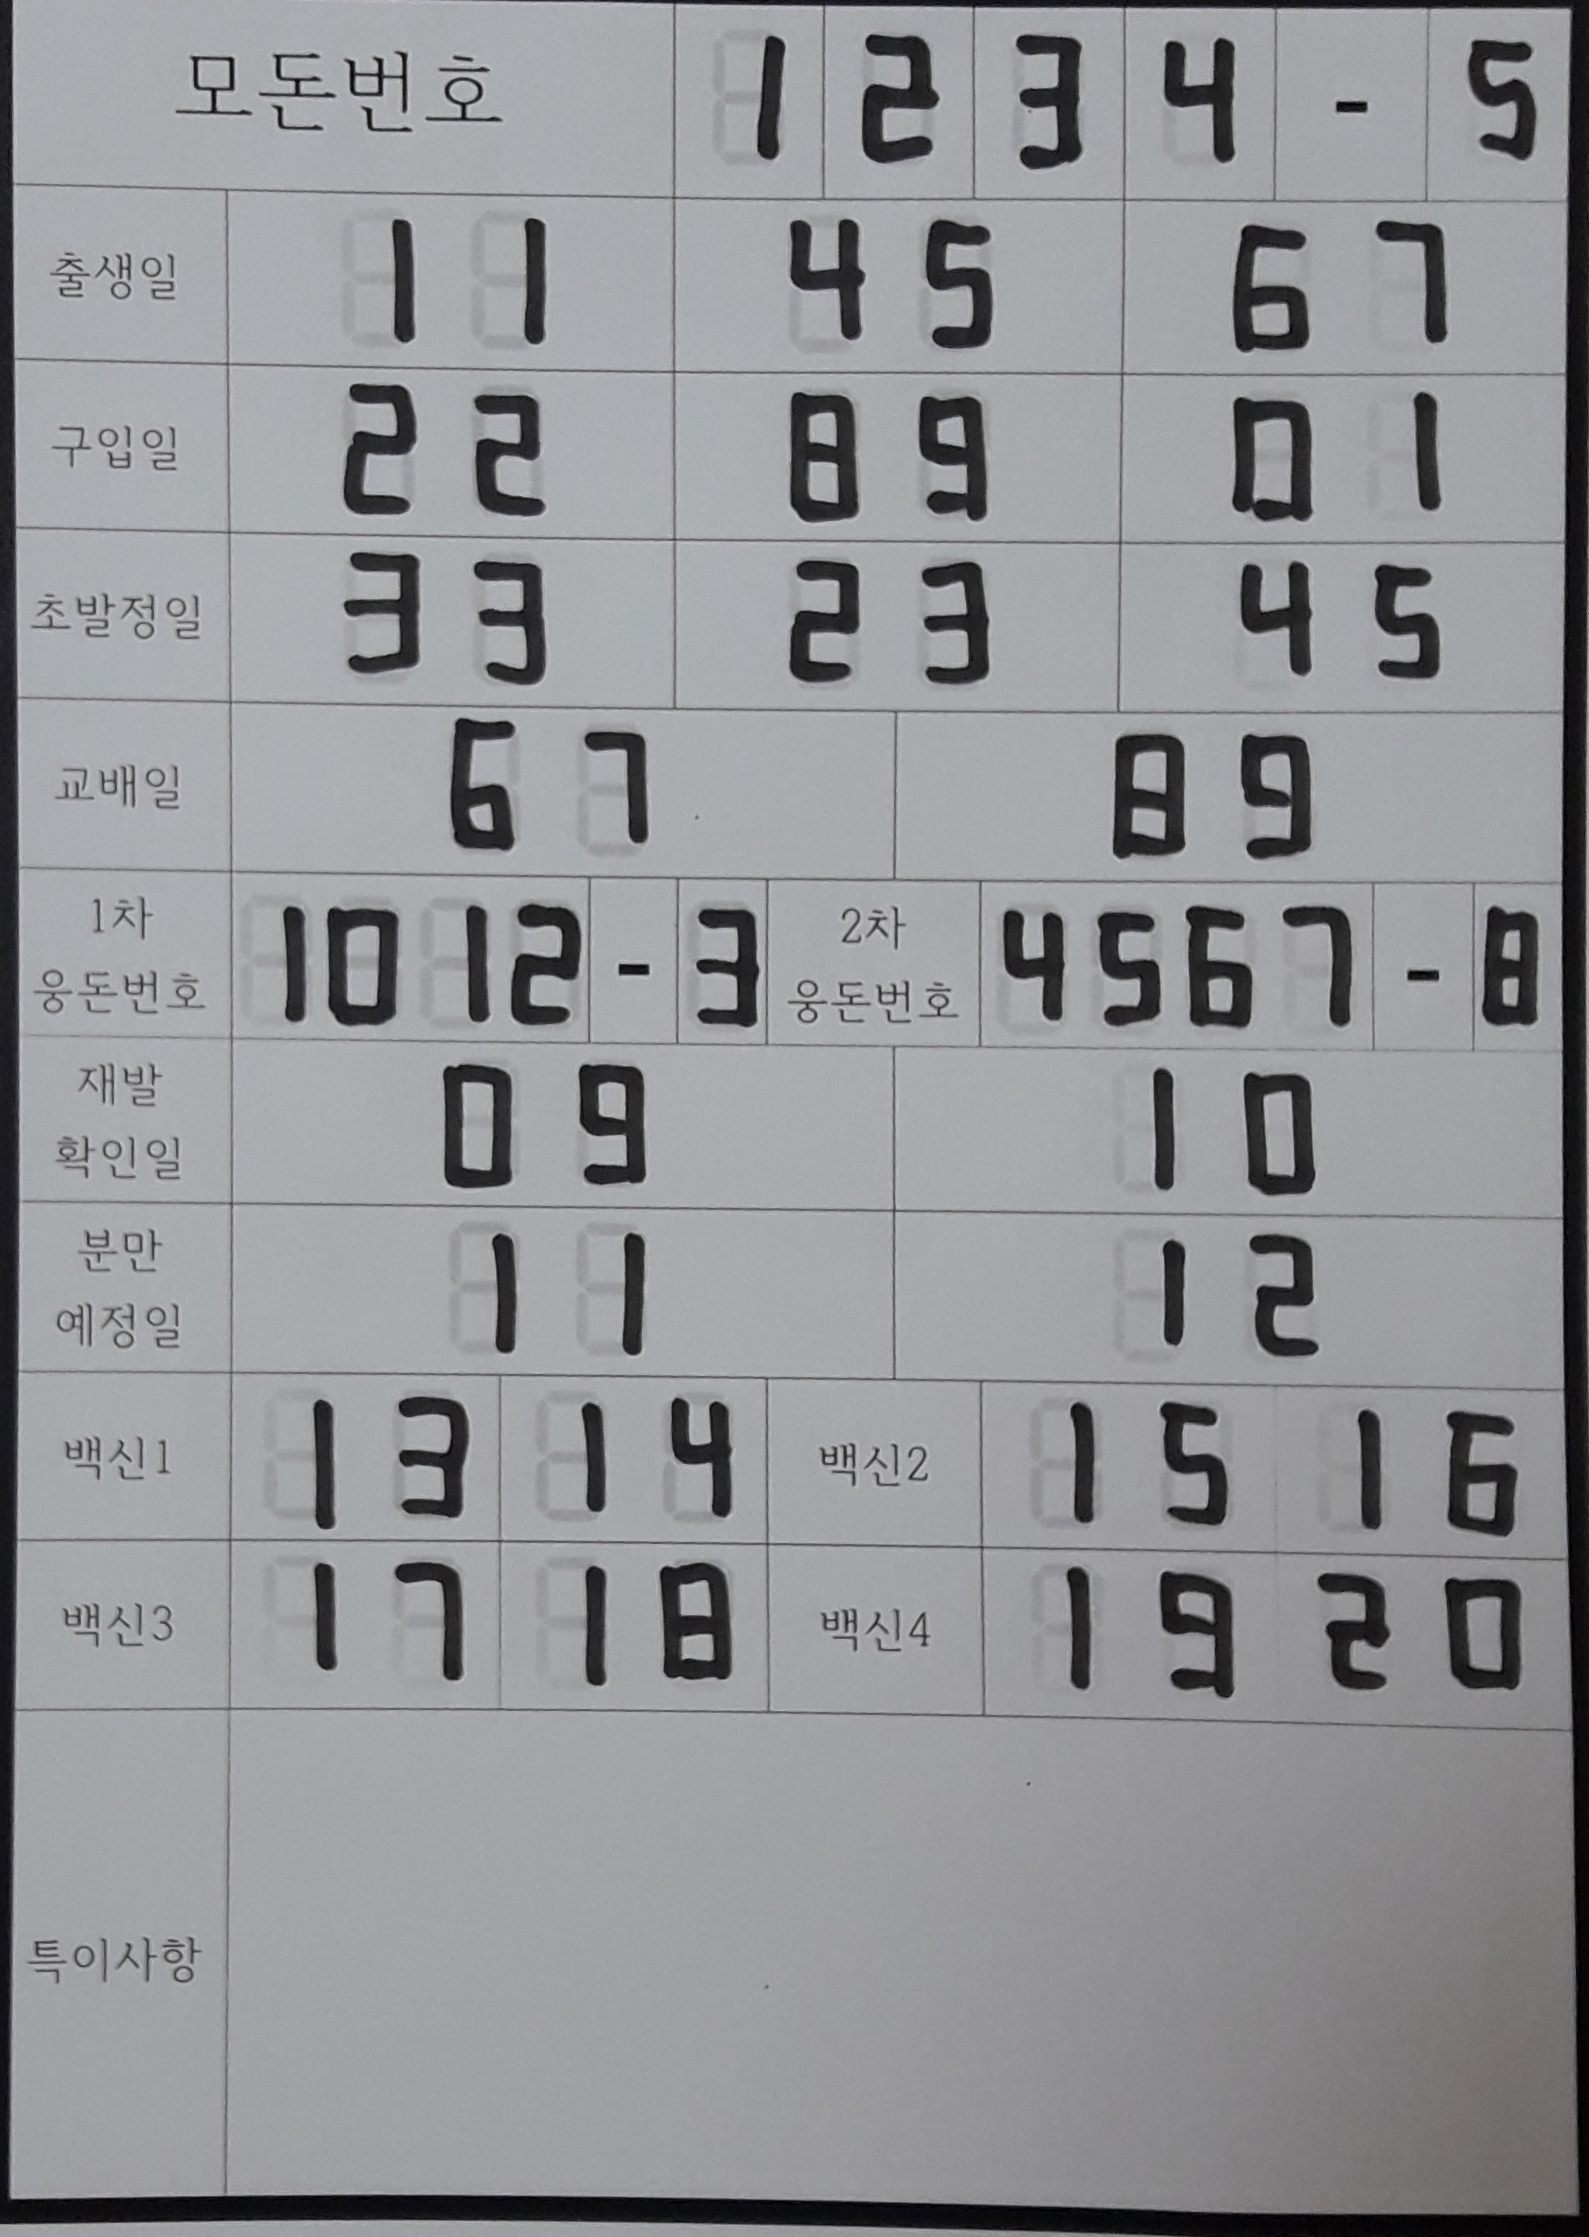 모돈번호 1 2 3 4 - 5
출생일 11 45 67
구입일 22 89 01
초발정일 33 23 45
교배일 67 89
1차 웅돈번호 1012 - 3 2차 웅돈번호 4567 - 8
재발 확인일 09 10
분만 예정일 11 12
백신1 13 14 백신2 15 16
백신3 17 18 백신4 19 20
특이사항